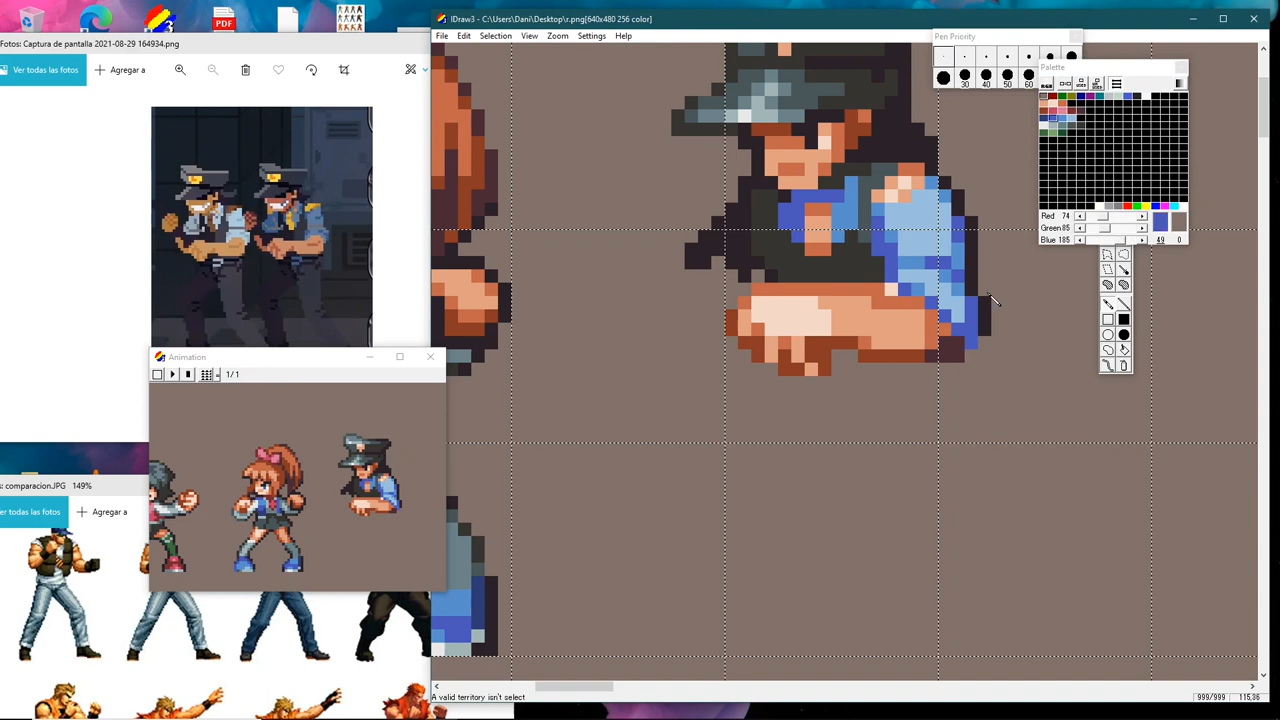 3
PDF
Fotos: Captura de pantalla 2021-08-29 164934.png
Ver todas las fotos
Agregar a
Animation
1/1
s: comparacion.JPG 149%
er todas las fotos
Agregar a
IDraw3 - C:\Users\Dani\Desktop\r.png[640x480 256 color]
File Edit Selection View Zoom Settings Help
Pen Priority
30 40 50 60
Palette
RGB
Red 74
Green 85
Blue 185
49 0
A valid territory isn't select
999/999
115,36